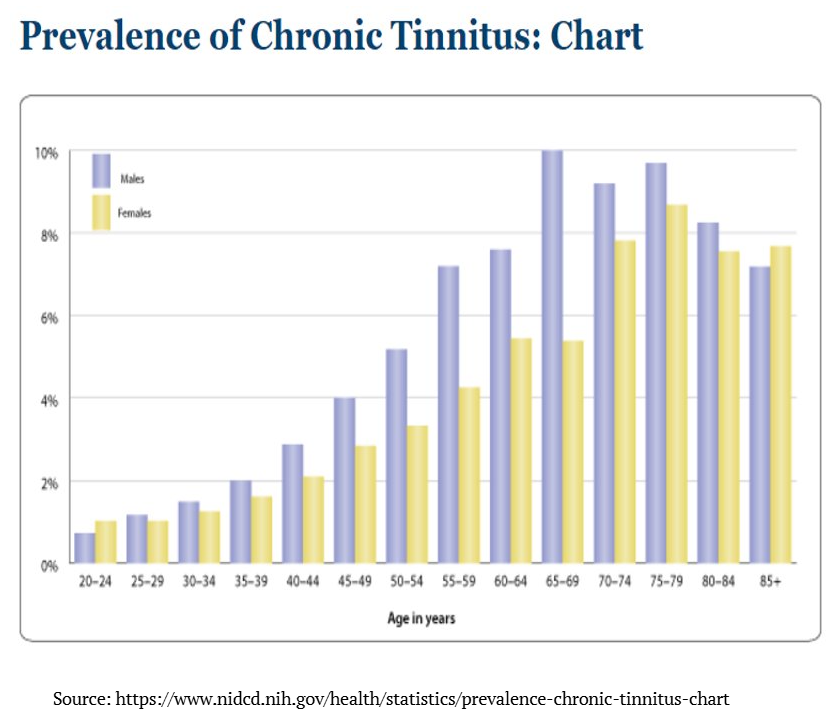 Prevalence of Chronic Tinnitus: Chart
10%
Males
Females
8%
6%
4%
2%
0%
20–24 25–29 30–34 35–39 40–44 45–49 50–54 55–59 60–64 65–69 70–74 75–79 80–84 85+
Age in years
Source: https://www.nidcd.nih.gov/health/statistics/prevalence-chronic-tinnitus-chart